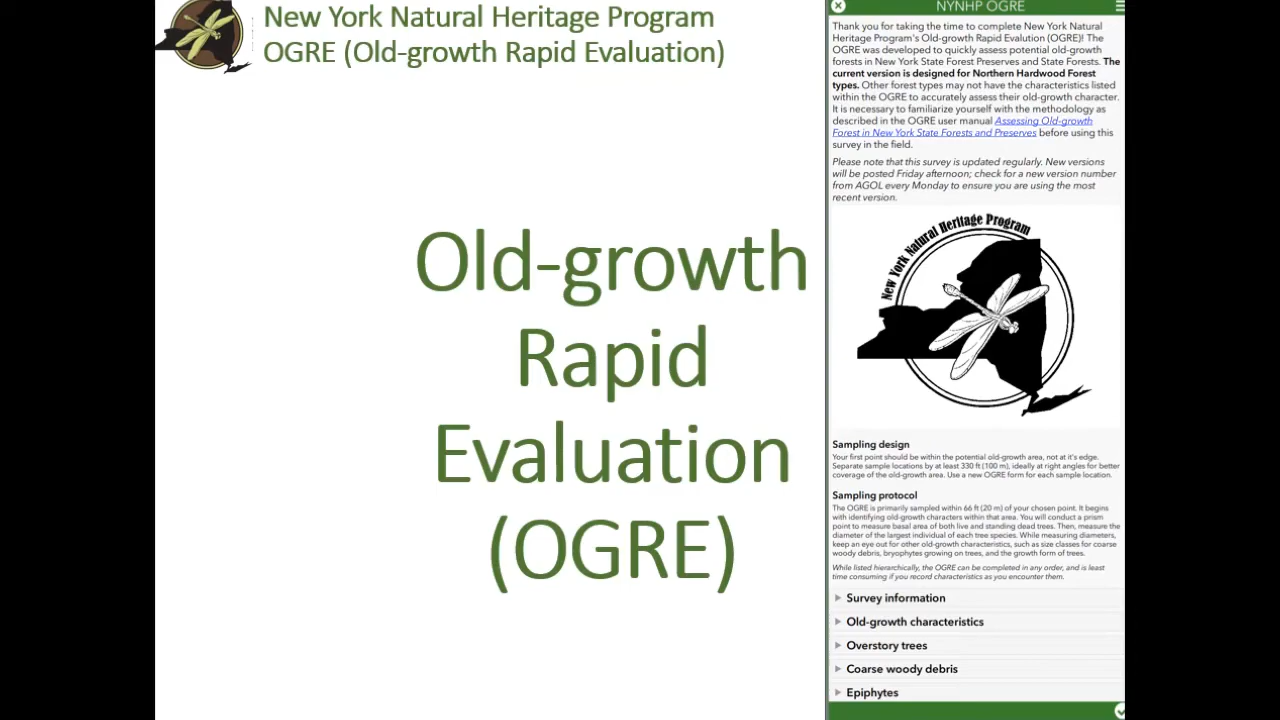 New York Natural Heritage Program
OGRE (Old-growth Rapid Evaluation)
Old-growth
Rapid
Evaluation
(OGRE)
NYNHP OGRE
Thank you for taking the time to complete New York Natural
Heritage Program's Old-growth Rapid Evalution (OGRE)! The
OGRE was developed to quickly assess potential old-growth
forests in New York State Forest Preserves and State Forests. The
current version is designed for Northern Hardwood Forest
types. Other forest types may not have the characteristics listed
within the OGRE to accurately assess their old-growth character.
It is necessary to familiarize yourself with the methodology as
described in the OGRE user manual Assessing Old-growth
Forest in New York State Forests and Preserves before using this
survey in the field.
Please note that this survey is updated regularly. New versions
will be posted Friday afternoon; check for a new version number
from AGOL every Monday to ensure you are using the most
recent version.
New York Natural Heritage Program
Sampling design
Your first point should be within the potential old-growth area, not at it's edge.
Separate sample locations by at least 330 ft (100 m), ideally at right angles for better
coverage of the old-growth area. Use a new OGRE form for each sample location.
Sampling protocol
The OGRE is primarily sampled within 66 ft (20 m) of your chosen point. It begins
with identifying old-growth characters within that area. You will conduct a prism
point to measure basal area of both live and standing dead trees. Then, measure the
diameter of the largest individual of each tree species. While measuring diameters,
keep an eye out for other old-growth characteristics, such as size classes for coarse
woody debris, bryophytes growing on trees, and the growth form of trees.
While listed hierarchically, the OGRE can be completed in any order, and is least
time consuming if you record characteristics as you encounter them.
Survey information
Old-growth characteristics
Overstory trees
Coarse woody debris
Epiphytes